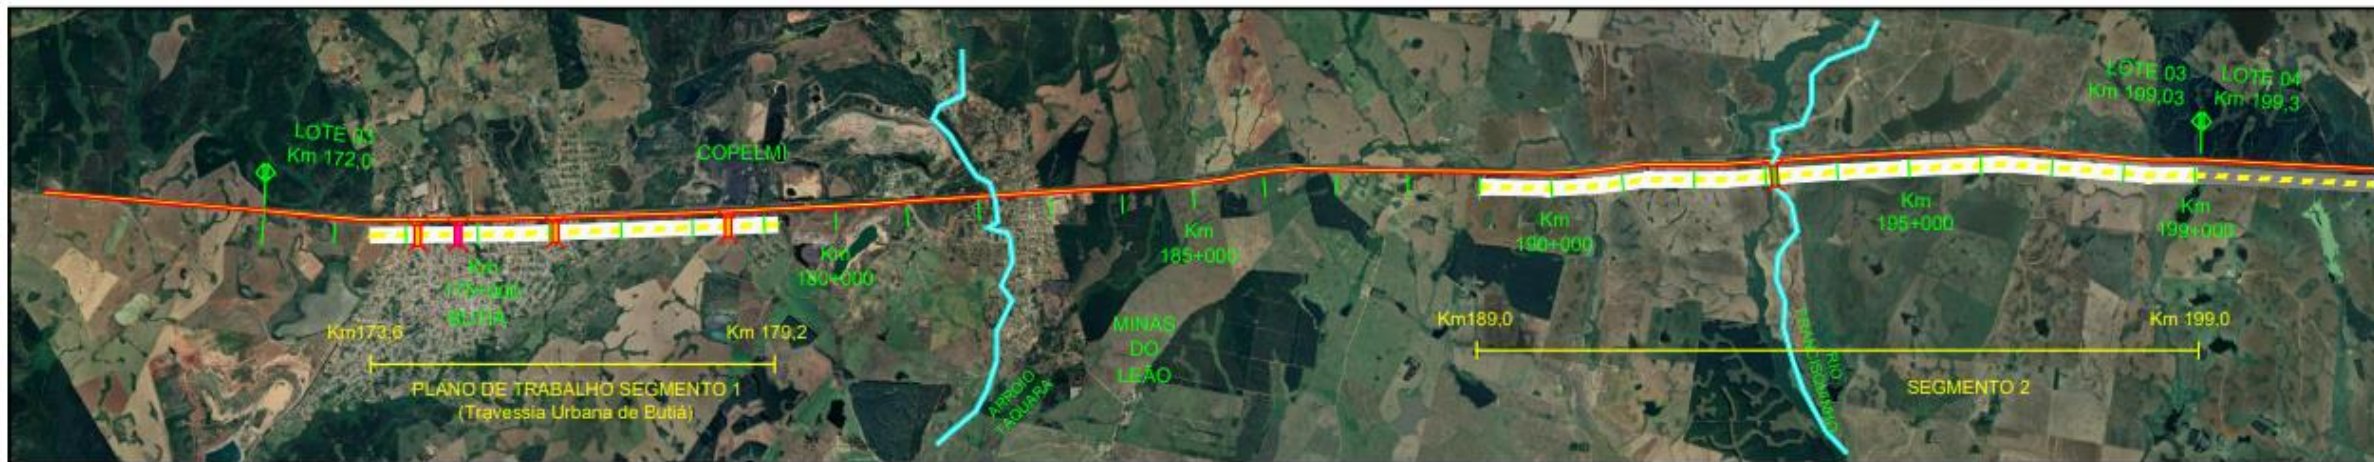 LOTE 03
Km 172,0
COPELMI
LOTE 03
Km 199,03
LOTE 04
Km 199,3
Km
175+000
BUTIÁ
Km
180+000
Km
185+000
Km
190+000
Km
195+000
Km
199+000
Km173,6
Km 179,2
PLANO DE TRABALHO SEGMENTO 1
(Travessia Urbana de Butiá)
ARROIO
TAQUARA
MINAS
DO
LEÃO
Km189,0
Km 199.0
RIO
FRANCISQUINHO
SEGMENTO 2